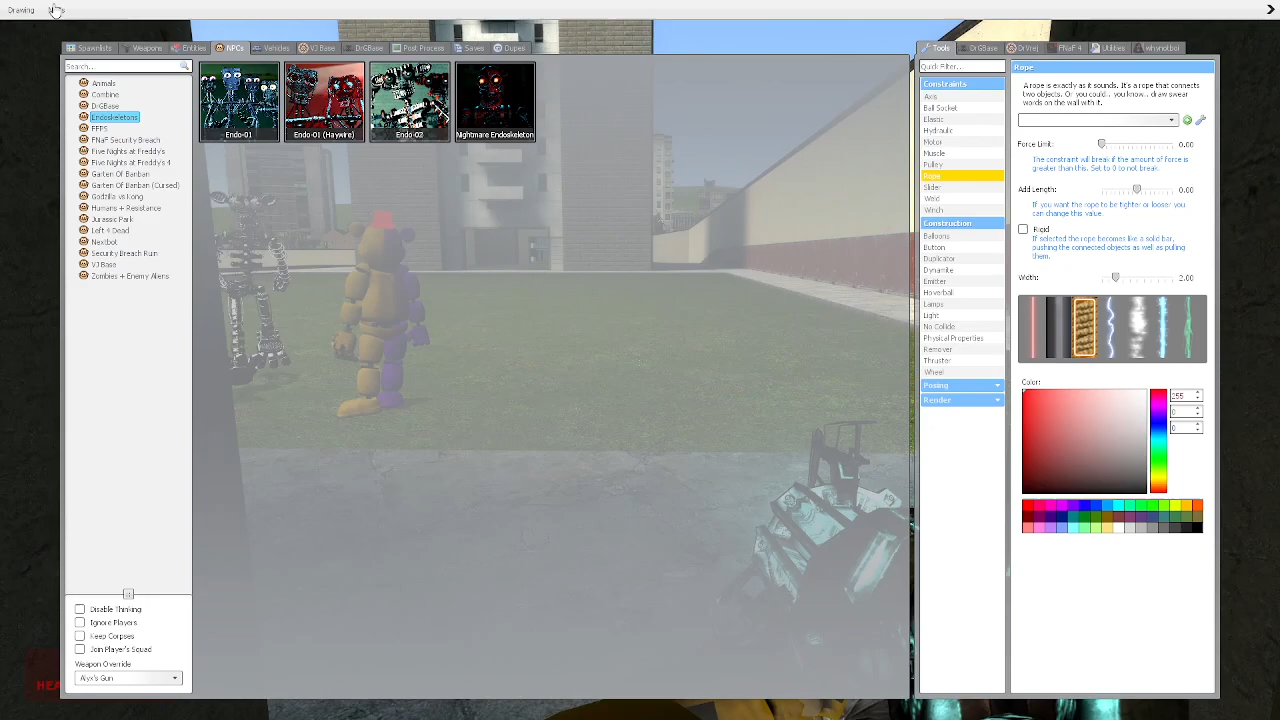 Drawing
Spawnlists Weapons Entities NPCs Vehicles VJ Base DrGBase Post Process Saves Dupes
Search...
Animals
Combine
DrGBase
Endoskeletons
FFPS
FNaF Security Breach
Five Nights at Freddy's
Five Nights at Freddy's 4
Garten Of Banban
Garten Of Banban (Cursed)
Godzilla vs Kong
Humans + Resistance
Jurassic Park
Left 4 Dead
Nextbot
Security Breach Ruin
VJ Base
Zombies + Enemy Aliens
Disable Thinking
Ignore Players
Keep Corpses
Join Player's Squad
Weapon Override
Alyx's Gun
Endo-01
Endo-01 (Haywire)
Endo-02
Nightmare Endoskeleton
Tools DrGBase DrVrej FNaF 4 Utilities whynotboi
Quick Filter...
Constraints
Axis
Ball Socket
Elastic
Hydraulic
Motor
Muscle
Pulley
Rope
Slider
Weld
Winch
Construction
Balloons
Button
Duplicator
Dynamite
Emitter
Hoverball
Lamps
Light
No Collide
Physical Properties
Remover
Thruster
Wheel
Posing
Render
Rope
A rope is exactly as it sounds. It's a rope that connects
two objects. Or you could.. you know.. draw swear
words on the wall with it.
Force Limit: 0.00
The constraint will break if the amount of force is
greater than this. Set to 0 to not break.
Add Length: 0.00
If you want the rope to be tighter or looser you
can change this value.
Rigid
If selected the rope becomes like a solid bar,
pushing the connected objects as well as pulling
them.
Width: 2.00
Color:
255
0
0